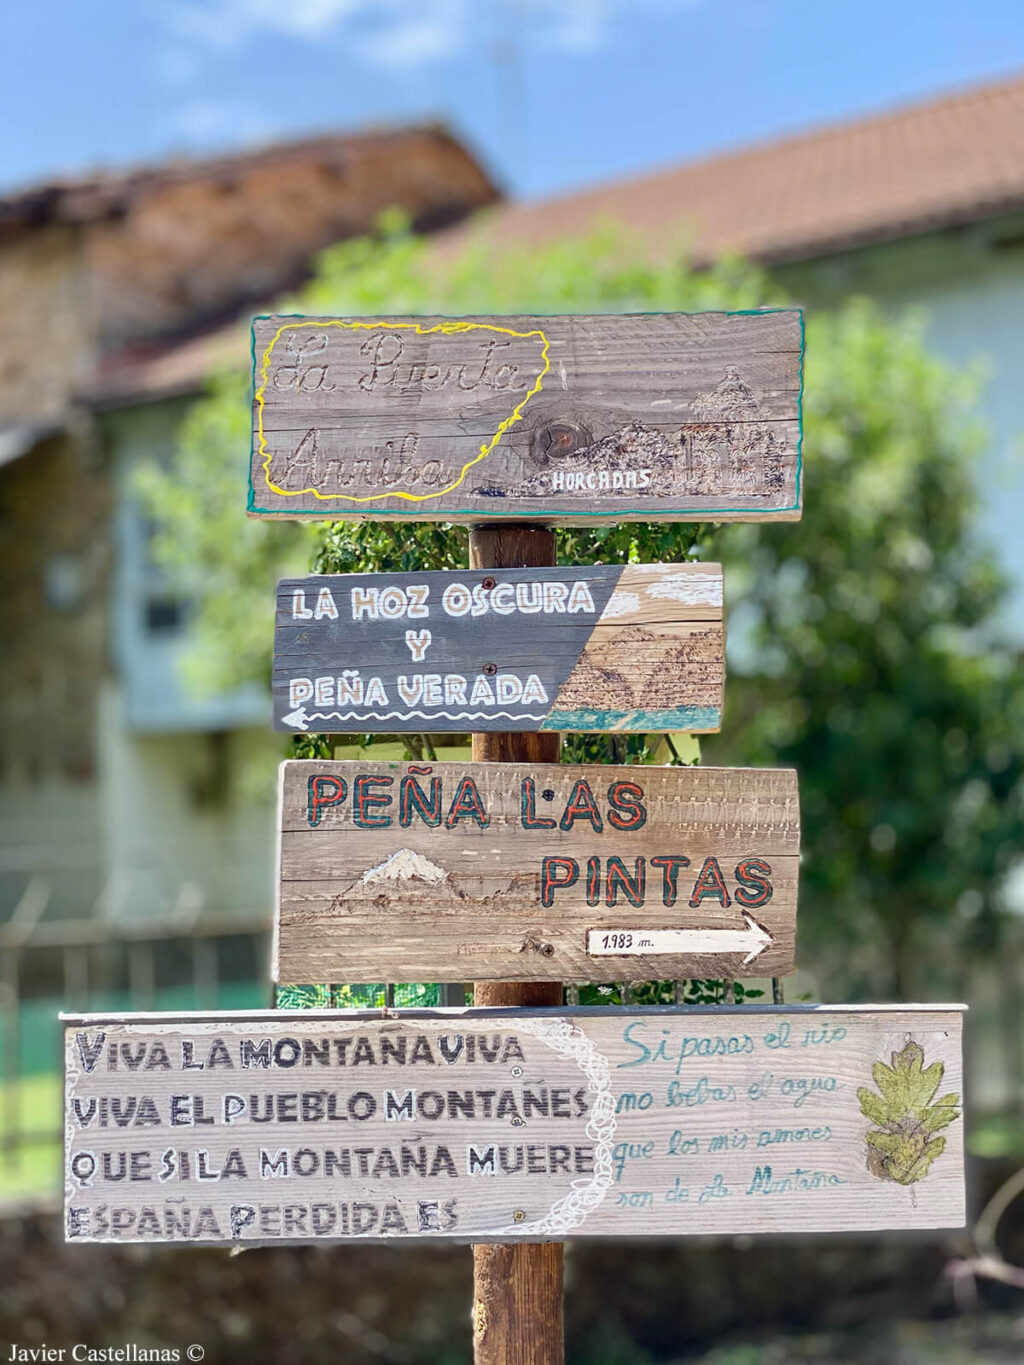 La Puerta
Arriba
HORCADAS
LA HOZ OSCURA
Y
PEÑA VERADA
PEÑA LAS
PINTAS
1.983 m.
VIVA LA MONTAÑA VIVA
VIVA EL PUEBLO MONTAÑES
QUE SI LA MONTAÑA MUERE
ESPAÑA PERDIDA ES
Si pasas el río
no bebas el agua
que los mis amores
son de la Montaña
Javier Castellanas ©